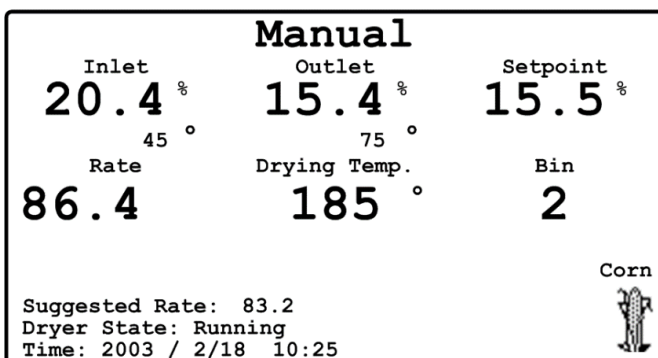 Manual
Inlet Outlet Setpoint
20.4 % 15.4 % 15.5 %
45 ° 75 °
Rate Drying Temp. Bin
86.4 185 ° 2
Corn
Suggested Rate: 83.2
Dryer State: Running
Time: 2003 / 2/18 10:25